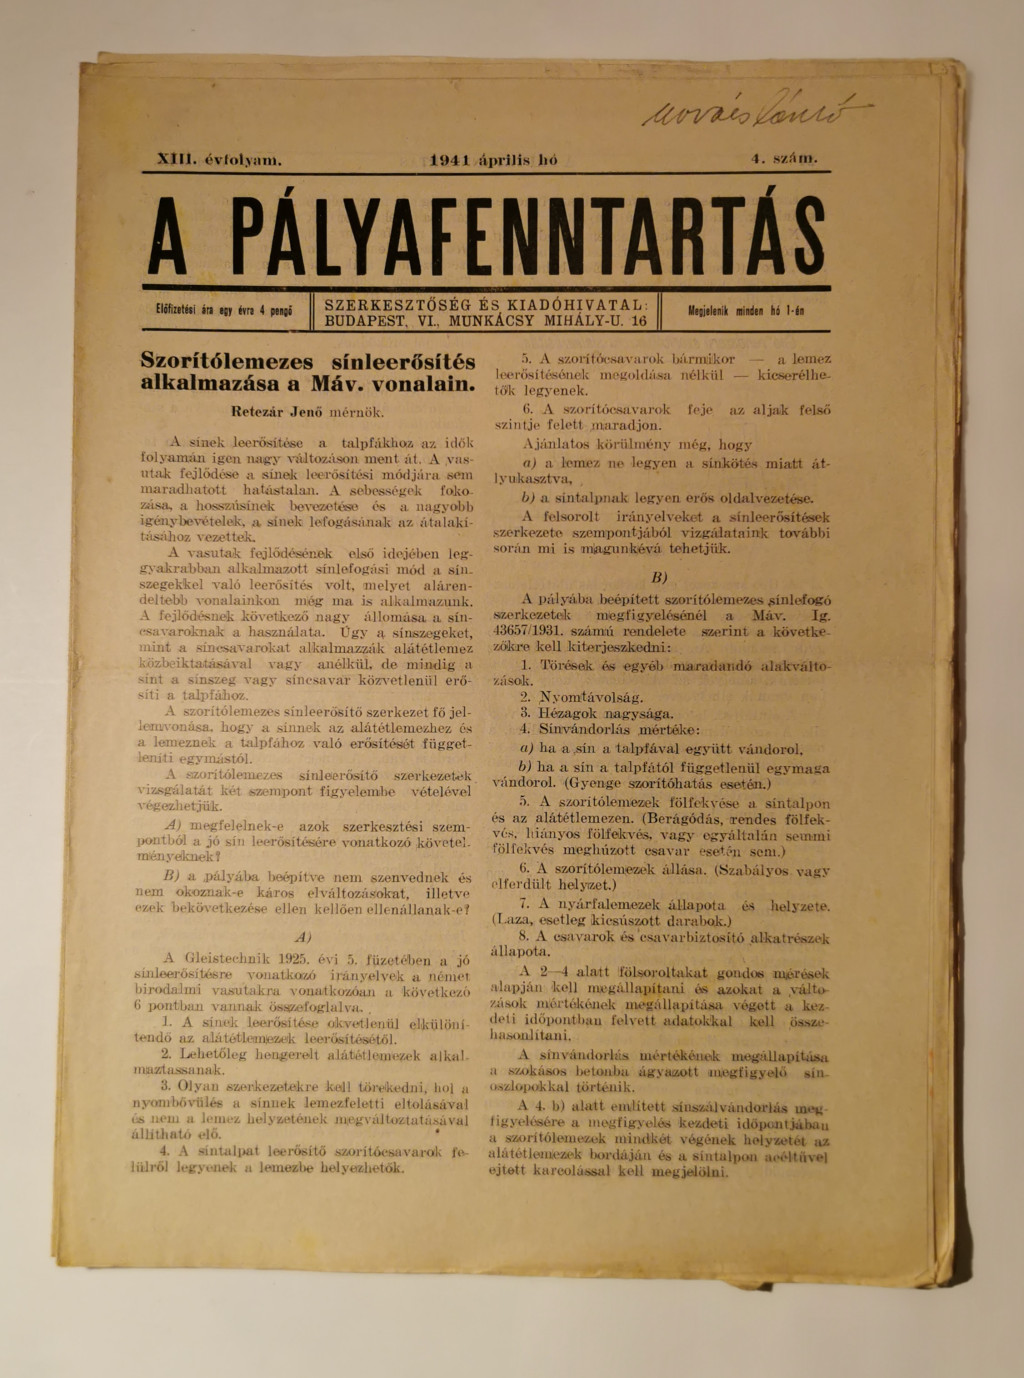 XIII. évfolyam. 1941 április hó 4. szám.
A PÁLYAFENNTARTÁS
Előfizetési ára egy évre 4 pengő
SZERKESZTŐSÉG ÉS KIADÓHIVATAL:
BUDAPEST, VI., MUNKÁCSY MIHÁLY-U. 16
Megjelenik minden hó 1-én
Szorítólemezes sínleerősítés
alkalmazása a Máv. vonalain.
Retezár Jenő mérnök.
A sinek leerősítése a talpfákhoz az idők
folyamán igen nagy változáson ment át. A vas-
utak fejlődése a sinek leerősítési módjára sem
maradhatott hatástalan. A sebességek foko-
zása, a hosszúsinek bevezetése és a nagyobb
igénybevételek, a sinek lefogásának az átalakí-
tásához vezettek.
A vasutak fejlődésének első idejében leg-
gyakrabban alkalmazott sínlefogási mód a sín-
szegekkel való leerősítés volt, melyet aláren-
deltebb vonalainkon még ma is alkalmazunk.
A fejlődésnek következő nagy állomása a sín-
csavaroknak a használata. Úgy a sínszegeket,
mint a síncsavarokat alkalmazzák alátétlemez
közbeiktatásával vagy anélkül, de mindig a
sint a sínszeg vagy síncsavar közvetlenül erő-
síti a talpfához.
A szorítólemezes sínleerősítő szerkezet fő jel-
lemvonása, hogy a sínnek az alátétlemezhez és
a lemeznek a talpfához való erősítését függet-
leníti egymástól.
A szorítólemezes sínleerősítő szerkezetek
vizsgálatát két szempont figyelembe vételével
végezhetjük.
A) megfelelnek-e azok szerkesztési szem-
pontból a jó sín leerősítésére vonatkozó követel-
ményeknek?
B) a pályába beépítve nem szenvednek és
nem okoznak-e káros elváltozásokat, illetve
ezek bekövetkezése ellen kellően ellenállanak-e?
A)
A Gleistechnik 1925. évi 5. füzetében a jó
sínleerősítésre vonatkozó irányelvek a német
birodalmi vasutakra vonatkozóan a következő
6 pontban vannak összefoglalva.
1. A sinek leerősítése okvetlenül elkülöní-
tendő az alátétlemezek leerősítésétől.
2. Lehetőleg hengerelt alátétlemezek alkal-
maztassanak.
3. Olyan szerkezetekre kell törekedni, hol a
nyombővülés a sínnek lemezfeletti eltolásával
és nem a lemez helyzetének megváltoztatásával
állítható elő.
4. A síntalpat leerősítő szorítócsavarok fe-
lülről legyenek a lemezbe helyezhetők.
5. A szorítócsavarok bármikor — a lemez
leerősítésének megoldása nélkül — kicserélhe-
tők legyenek.
6. A szorítócsavarok feje az aljak felső
szintje felett maradjon.
Ajánlatos körülmény még, hogy
a) a lemez ne legyen a sínkötés miatt át-
lyukasztva,
b) a síntalpnak legyen erős oldalvezetése.
A felsorolt irányelveket a sínleerősítések
szerkezete szempontjából vizgálataink további
során mi is magunkévá tehetjük.
B)
A pályába beépített szorítólemezes sínlefogó
szerkezetek megfigyelésénél a Máv. Ig.
43657/1931. számú rendelete szerint a követke-
zőkre kell kiterjeszkedni:
1. Törések és egyéb maradandó alakválto-
zások.
2. Nyomtávolság.
3. Hézagok nagysága.
4. Sínvándorlás mértéke:
a) ha a sín a talpfával együtt vándorol,
b) ha a sín a talpfától függetlenül egymaga
vándorol. (Gyenge szorítóhatás esetén.)
5. A szorítólemezek fölfekvése a síntalpon
és az alátétlemezen. (Berágódás, rendes fölfek-
vés, hiányos fölfekvés, vagy egyáltalán semmi
fölfekvés meghúzott csavar esetén sem.)
6. A szorítólemezek állása. (Szabályos vagy
elferdült helyzet.)
7. A nyárfalemezek állapota és helyzete.
(Laza, esetleg kicsúszott darabok.)
8. A csavarok és csavarbiztosító alkatrészek
állapota.
A 2—4 alatt fölsoroltakat gondos mérések
alapján kell megállapítani és azokat aválto-
zások mértékének megállapítása végett a kez-
deti időpontban felvett adatokkal kell össze-
hasonlítani.
A sínvándorlás mértékének megállapítása
a szokásos betonba ágyazott megfigyelő sín-
oszlopokkal történik.
A 4. b) alatt említett sínszálvándorlás meg-
figyelésére a megfigyelés kezdeti időpontjában
a szorítólemezek mindkét végének helyzetét az
alátétlemezek bordáján és a síntalpon acéltűvel
ejtett karcolással kell megjelölni.